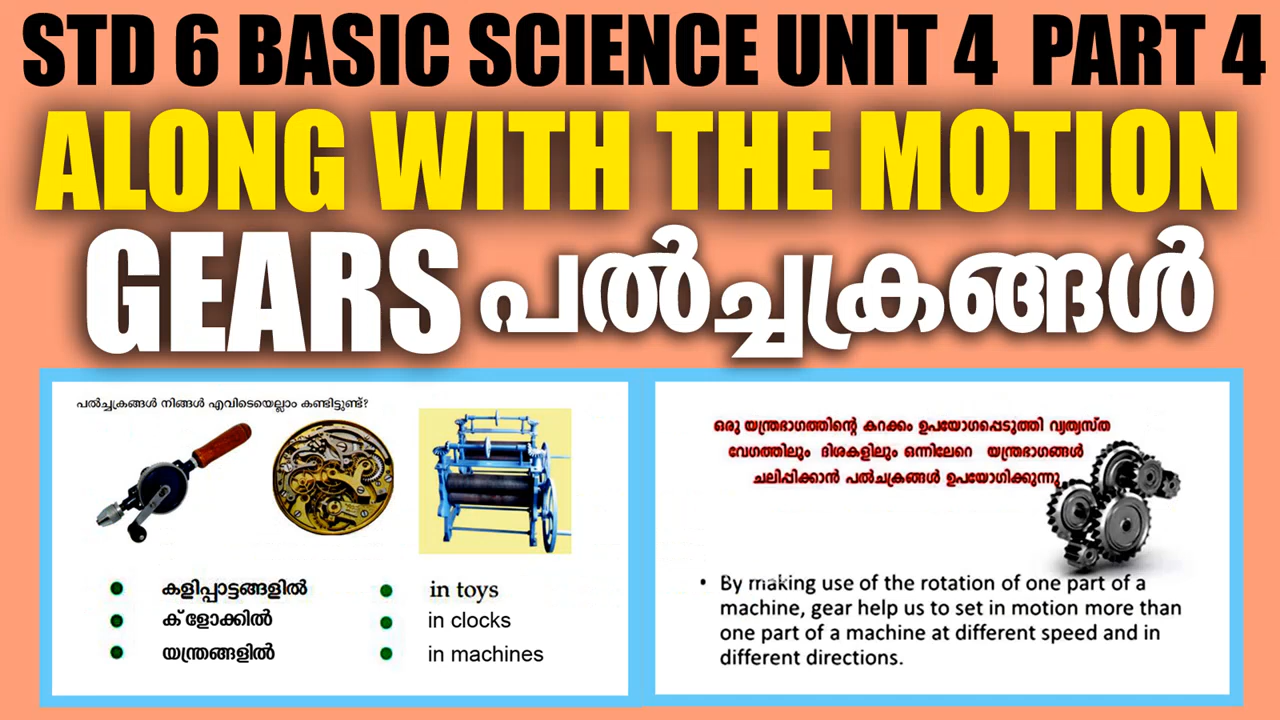 STD 6 BASIC SCIENCE UNIT 4 PART 4
ALONG WITH THE MOTION
GEARS പൽച്ചക്രങ്ങൾ
പൽച്ചക്രങ്ങൾ നിങ്ങൾ എവിടെയെല്ലാം കണ്ടിട്ടുണ്ട്?
കളിപ്പാട്ടങ്ങളിൽ
ക്ളോക്കിൽ
യന്ത്രങ്ങളിൽ
in toys
in clocks
in machines
ഒരു യന്ത്രഭാഗത്തിന്റെ കറക്കം ഉപയോഗപ്പെടുത്തി വ്യത്യസ്ത
വേഗത്തിലും ദിശകളിലും ഒന്നിലേറെ യന്ത്രഭാഗങ്ങൾ
ചലിപ്പിക്കാൻ പൽചക്രങ്ങൾ ഉപയോഗിക്കുന്നു
• By making use of the rotation of one part of a
machine, gear help us to set in motion more than
one part of a machine at different speed and in
different directions.